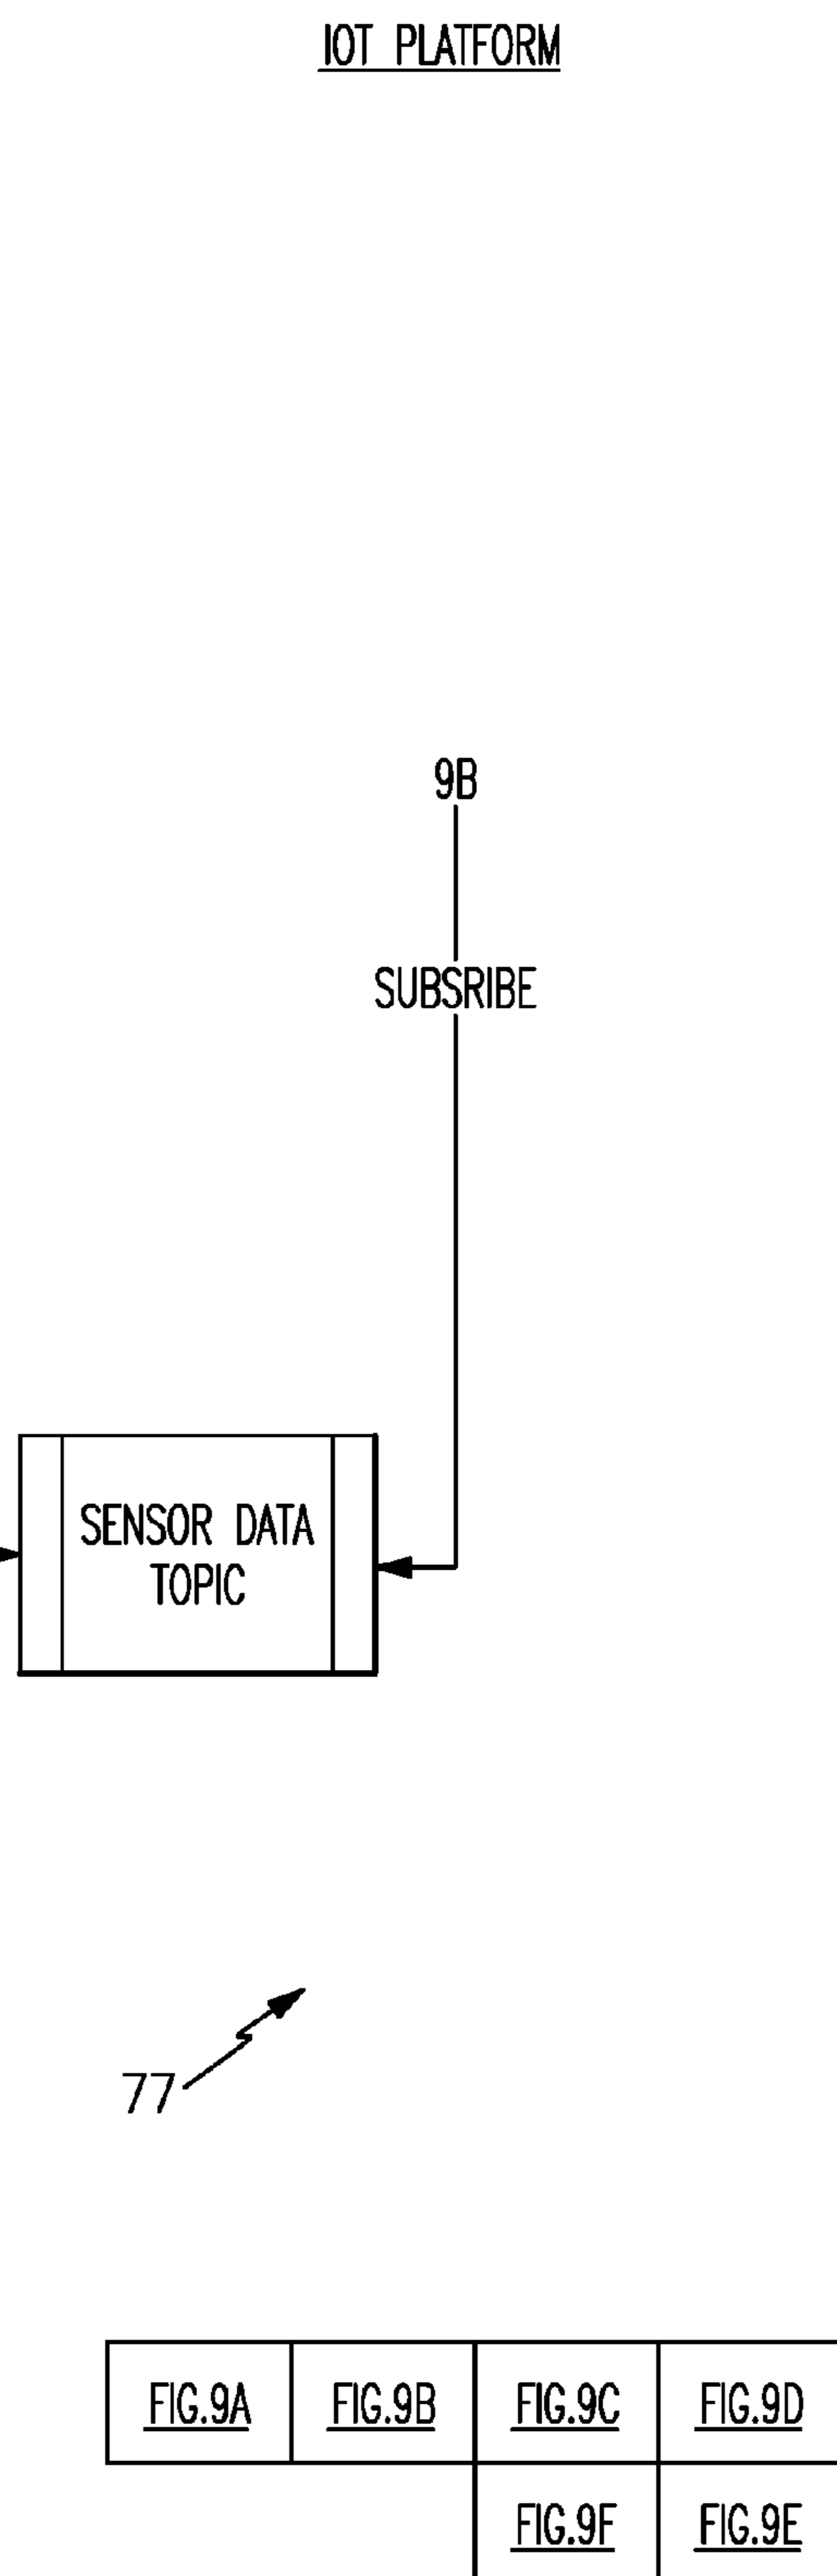 IOT PLATFORM
9B
SUBSRIBE
SENSOR DATA
TOPIC
77
FIG.9A FIG.9B FIG.9C FIG.9D
FIG.9F FIG.9E